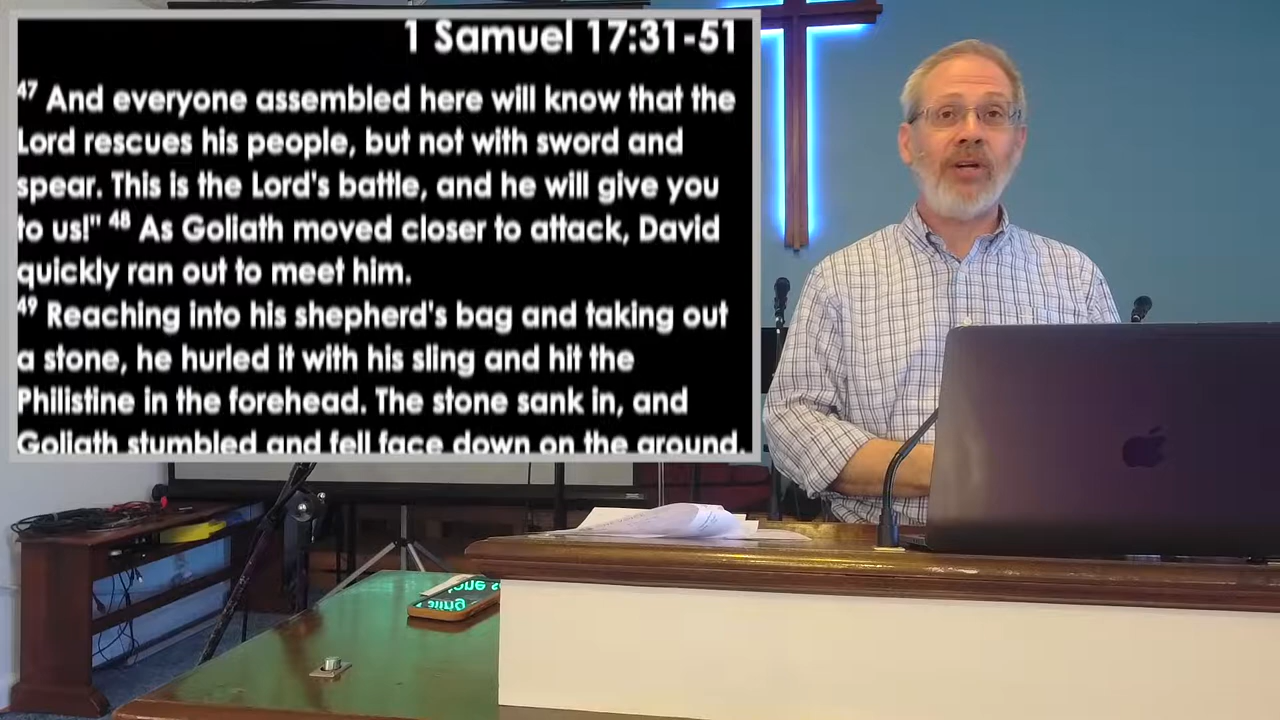 1 Samuel 17:31-51
47 And everyone assembled here will know that the
Lord rescues his people, but not with sword and
spear. This is the Lord's battle, and he will give you
to us!" 48 As Goliath moved closer to attack, David
quickly ran out to meet him.
49 Reaching into his shepherd's bag and taking out
a stone, he hurled it with his sling and hit the
Philistine in the forehead. The stone sank in, and
Goliath stumbled and fell face down on the ground.